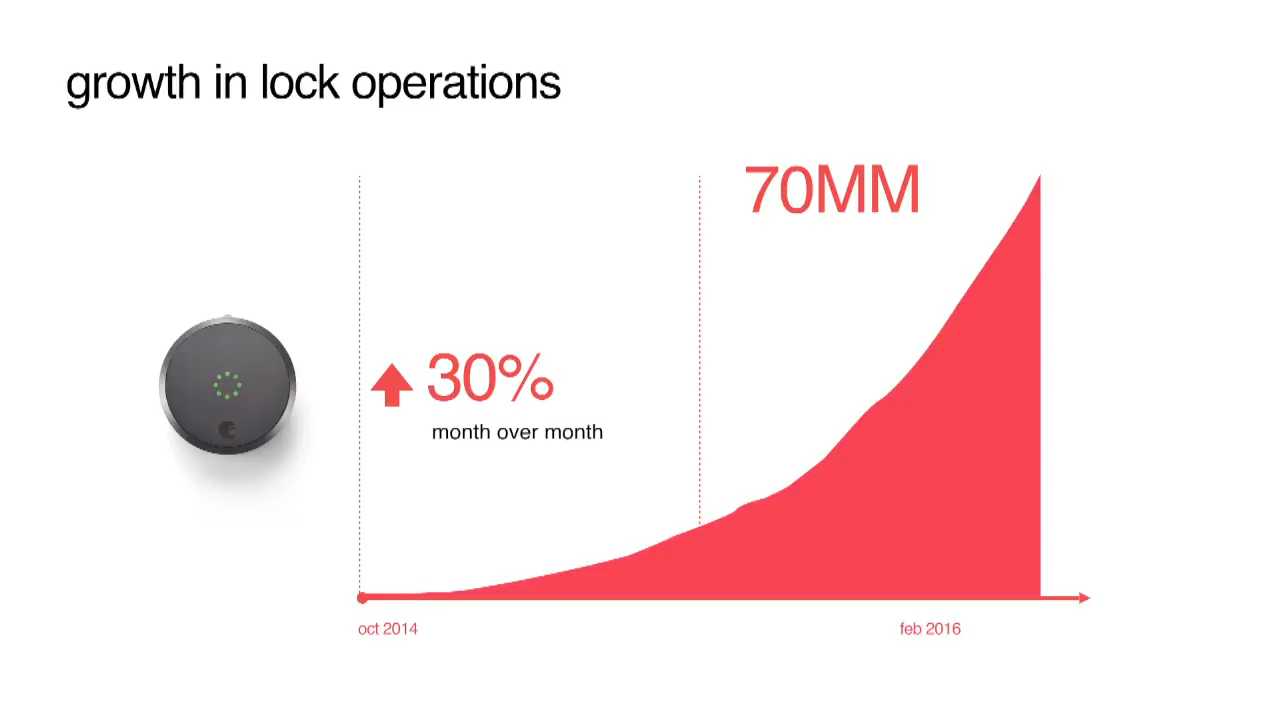 growth in lock operations
70MM
30%
month over month
oct 2014
feb 2016